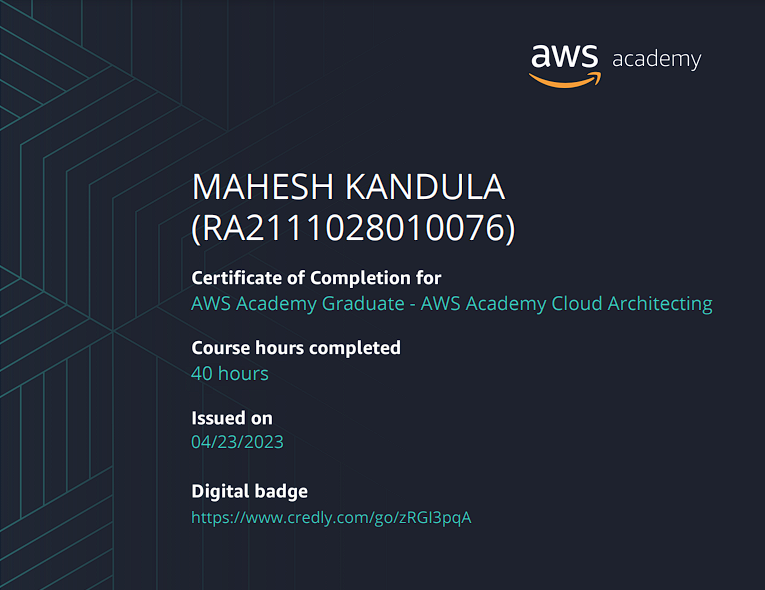 aws academy
MAHESH KANDULA
(RA2111028010076)
Certificate of Completion for
AWS Academy Graduate - AWS Academy Cloud Architecting
Course hours completed
40 hours
Issued on
04/23/2023
Digital badge
https://www.credly.com/go/zRGI3pqA